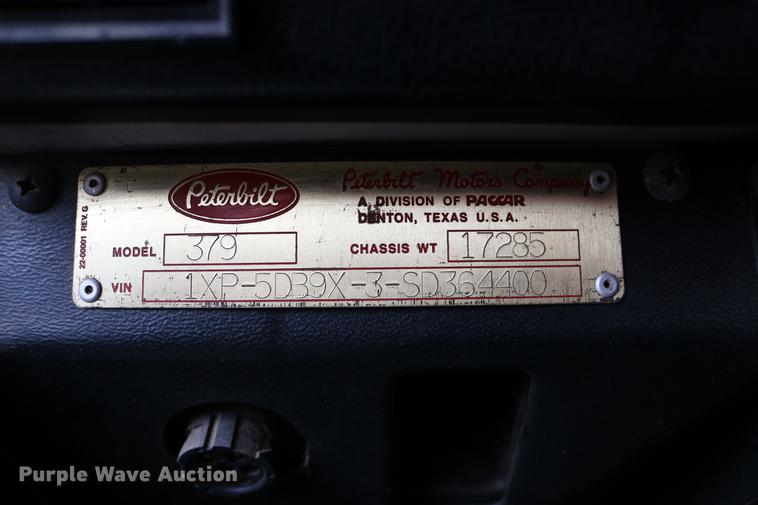 Peterbilt
Peterbilt Motors Company
A DIVISION OF PACCAR
DENTON, TEXAS U.S.A.
22-00001 REV. G
MODEL 379 CHASSIS WT 17285
VIN 1XP-5D39X-3-SD364400
Purple Wave Auction